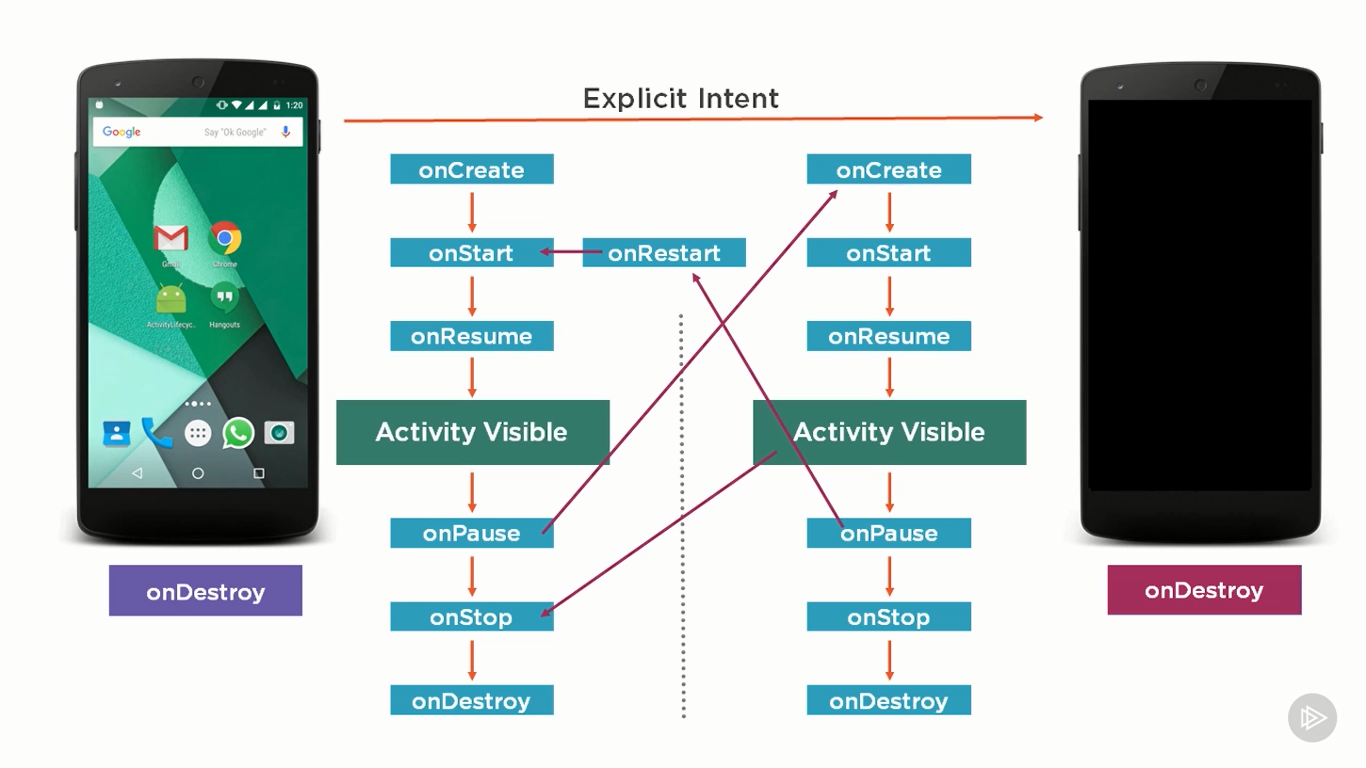 Explicit Intent
1:20
Google
Say "Ok Google"
Gmail
Chrome
ActivityLifecyc..
Hangouts
onDestroy
onCreate
onStart
onRestart
onResume
Activity Visible
onPause
onStop
onDestroy
onCreate
onStart
onResume
Activity Visible
onPause
onStop
onDestroy
onDestroy